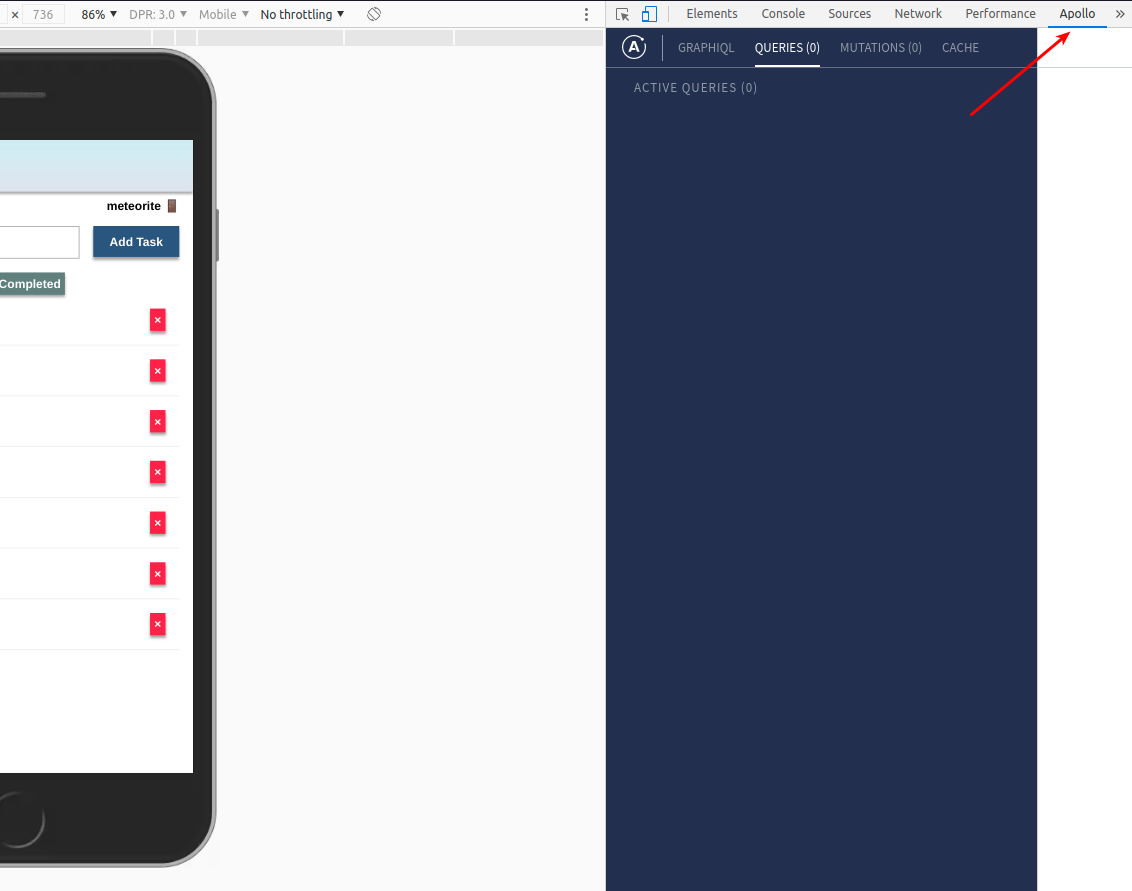 × 736 86% ▼ DPR: 3.0 ▼ Mobile ▼ No throttling ▼
Elements Console Sources Network Performance Apollo »
A GRAPHIQL QUERIES (0) MUTATIONS (0) CACHE
ACTIVE QUERIES (0)
meteorite
Add Task
Completed
×
×
×
×
×
×
×